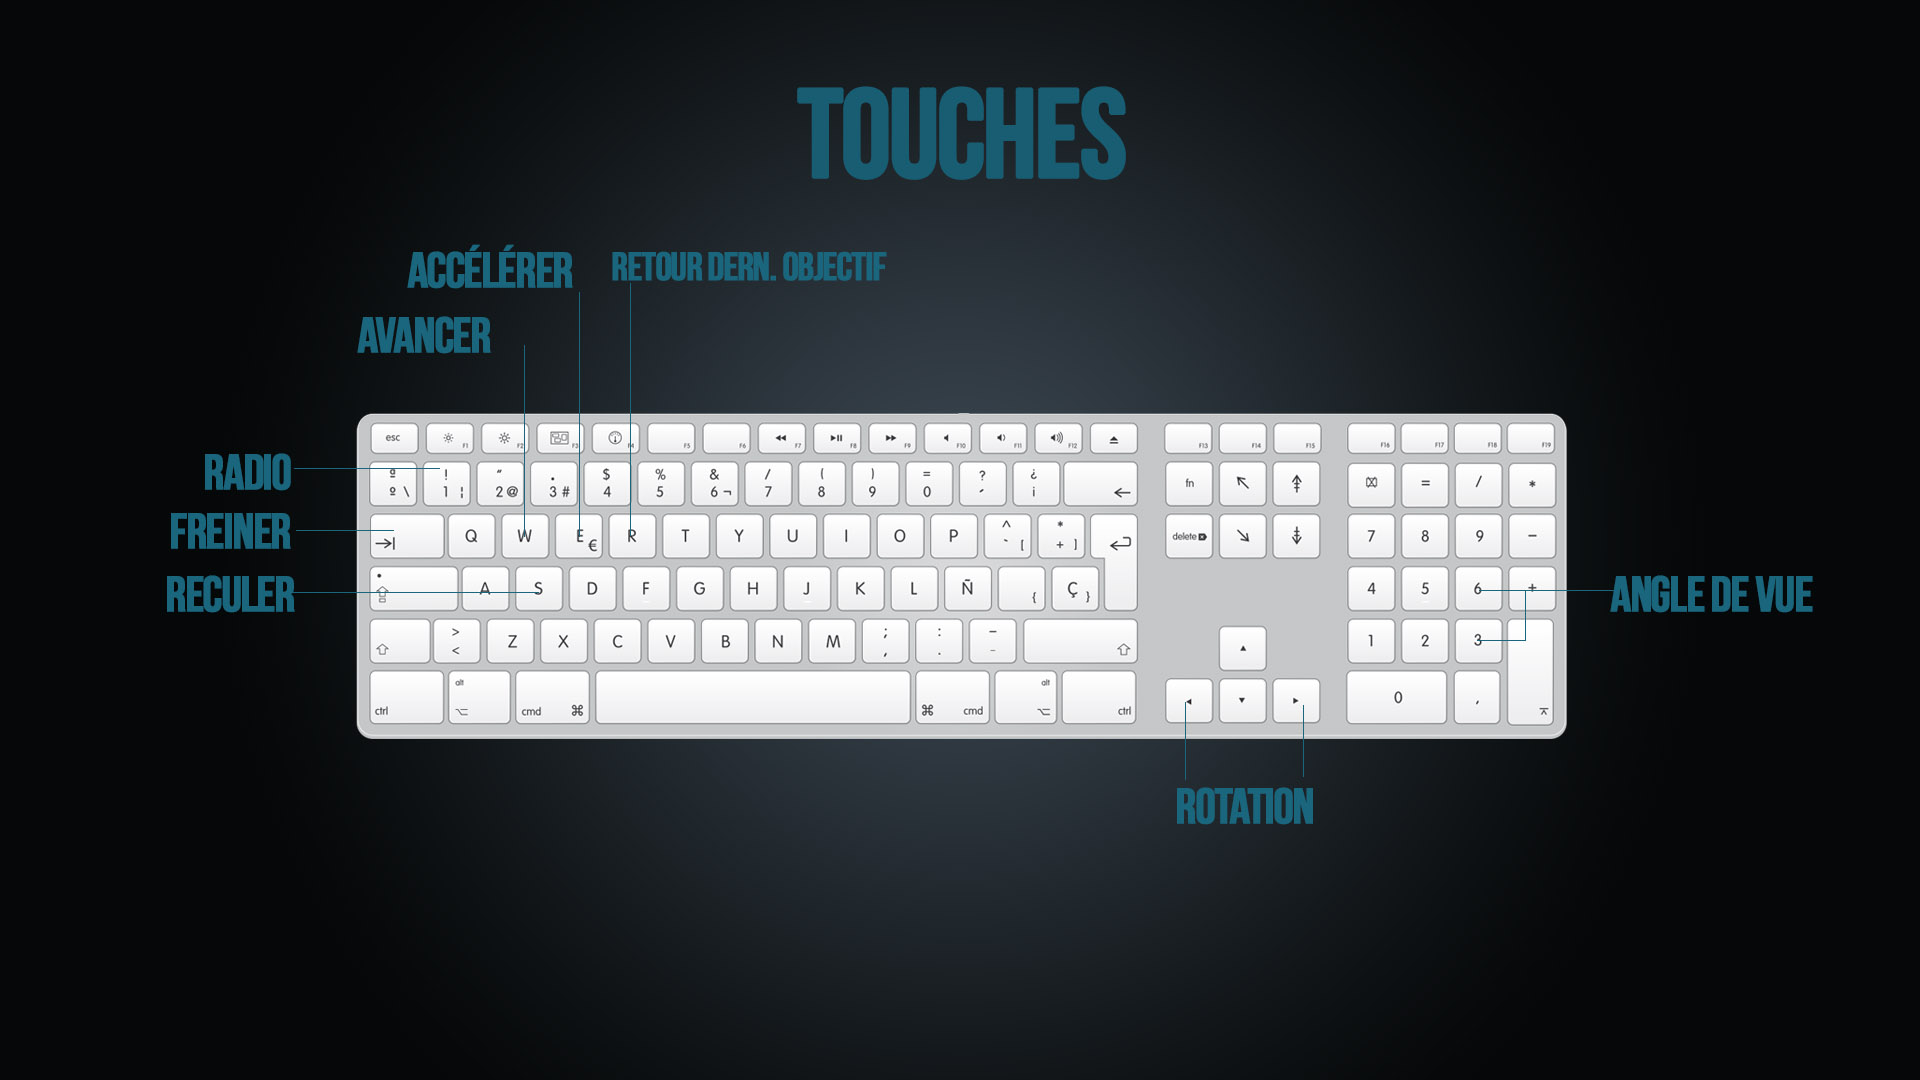 TOUCHES
ACCÉLÉRER
RETOUR DERN. OBJECTIF
AVANCER
esc F1 F2 F3 F4 F5 F6 F7 F8 F9 F10 F11 F12 F13 F14 F15 F16 F17 F18 F19
RADIO
ª ! " · $ % & / ( ) = ? ¿
º \ 1 ¦ 2 @ 3 # 4 5 6 ¬ 7 8 9 0 ´ ¡ fn = / *
FREINER
Q W E € R T Y U I O P ^ ` [ * + ] delete 7 8 9 −
RECULER
A S D F G H J K L Ñ { Ç } 4 5 6 +
ANGLE DE VUE
> < Z X C V B N M ; , : . – - 1 2 3
ctrl alt cmd ⌘ ⌘ cmd alt ctrl 0 ,
ROTATION